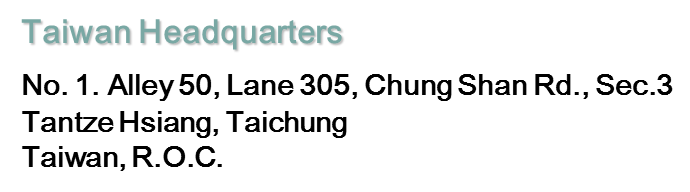 Taiwan Headquarters
No. 1. Alley 50, Lane 305, Chung Shan Rd., Sec.3
Tantze Hsiang, Taichung
Taiwan, R.O.C.